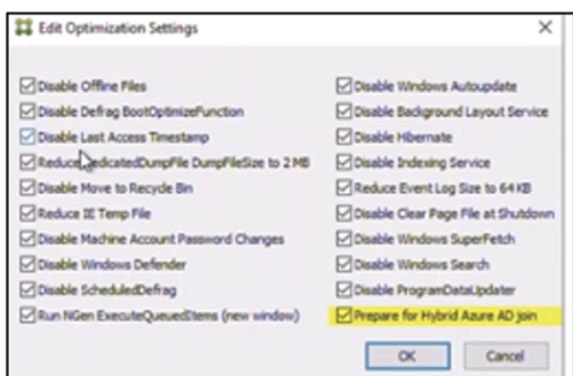 Edit Optimization Settings
Disable Offline Files
Disable Defrag BootOptimizeFunction
Disable Last Access Timestamp
Reduce DedicatedDumpFile DumpFileSize to 2 MB
Disable Move to Recycle Bin
Reduce IE Temp File
Disable Machine Account Password Changes
Disable Windows Defender
Disable ScheduledDefrag
Run NGen ExecuteQueuedItems (new window)
Disable Windows Autoupdate
Disable Background Layout Service
Disable Hibernate
Disable Indexing Service
Reduce Event Log Size to 64 KB
Disable Clear Page File at Shutdown
Disable Windows SuperFetch
Disable Windows Search
Disable ProgramDataUpdater
Prepare for Hybrid Azure AD join
OK
Cancel